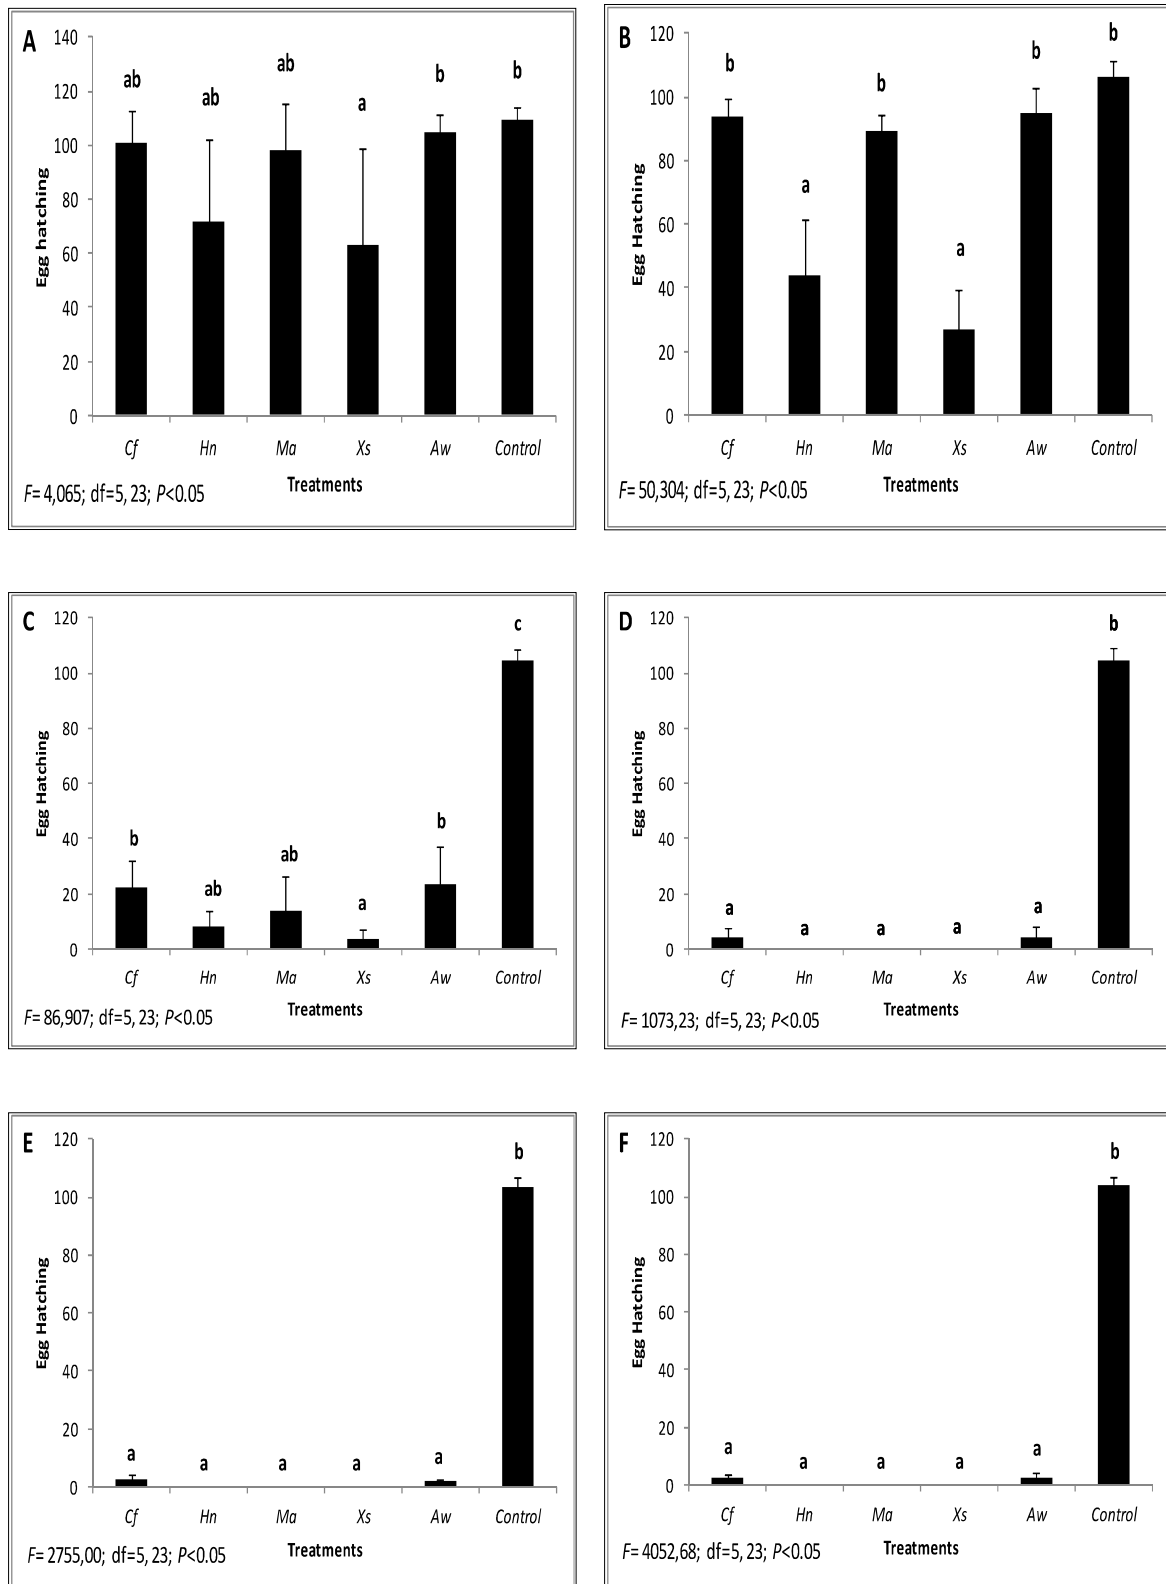 A
140
120
100
80
60
40
20
0
Egg hatching
ab ab ab a b b
Cf Hn Ma Xs Aw Control
Treatments
F= 4,065; df=5, 23; P<0.05
B
120
100
80
60
40
20
0
Egg Hatching
b a b a b b
Cf Hn Ma Xs Aw Control
Treatments
F= 50,304; df=5, 23; P<0.05
C
120
100
80
60
40
20
0
Egg Hatching
b ab ab a b c
Cf Hn Ma Xs Aw Control
Treatments
F= 86,907; df=5, 23; P<0.05
D
120
100
80
60
40
20
0
Egg Hatching
a a a a a b
Cf Hn Ma Xs Aw Control
Treatments
F= 1073,23; df=5, 23; P<0.05
E
120
100
80
60
40
20
0
Egg Hatching
a a a a a b
Cf Hn Ma Xs Aw Control
Treatments
F= 2755,00; df=5, 23; P<0.05
F
120
100
80
60
40
20
0
Egg Hatching
a a a a a b
Cf Hn Ma Xs Aw Control
Treatments
F= 4052,68; df=5, 23; P<0.05